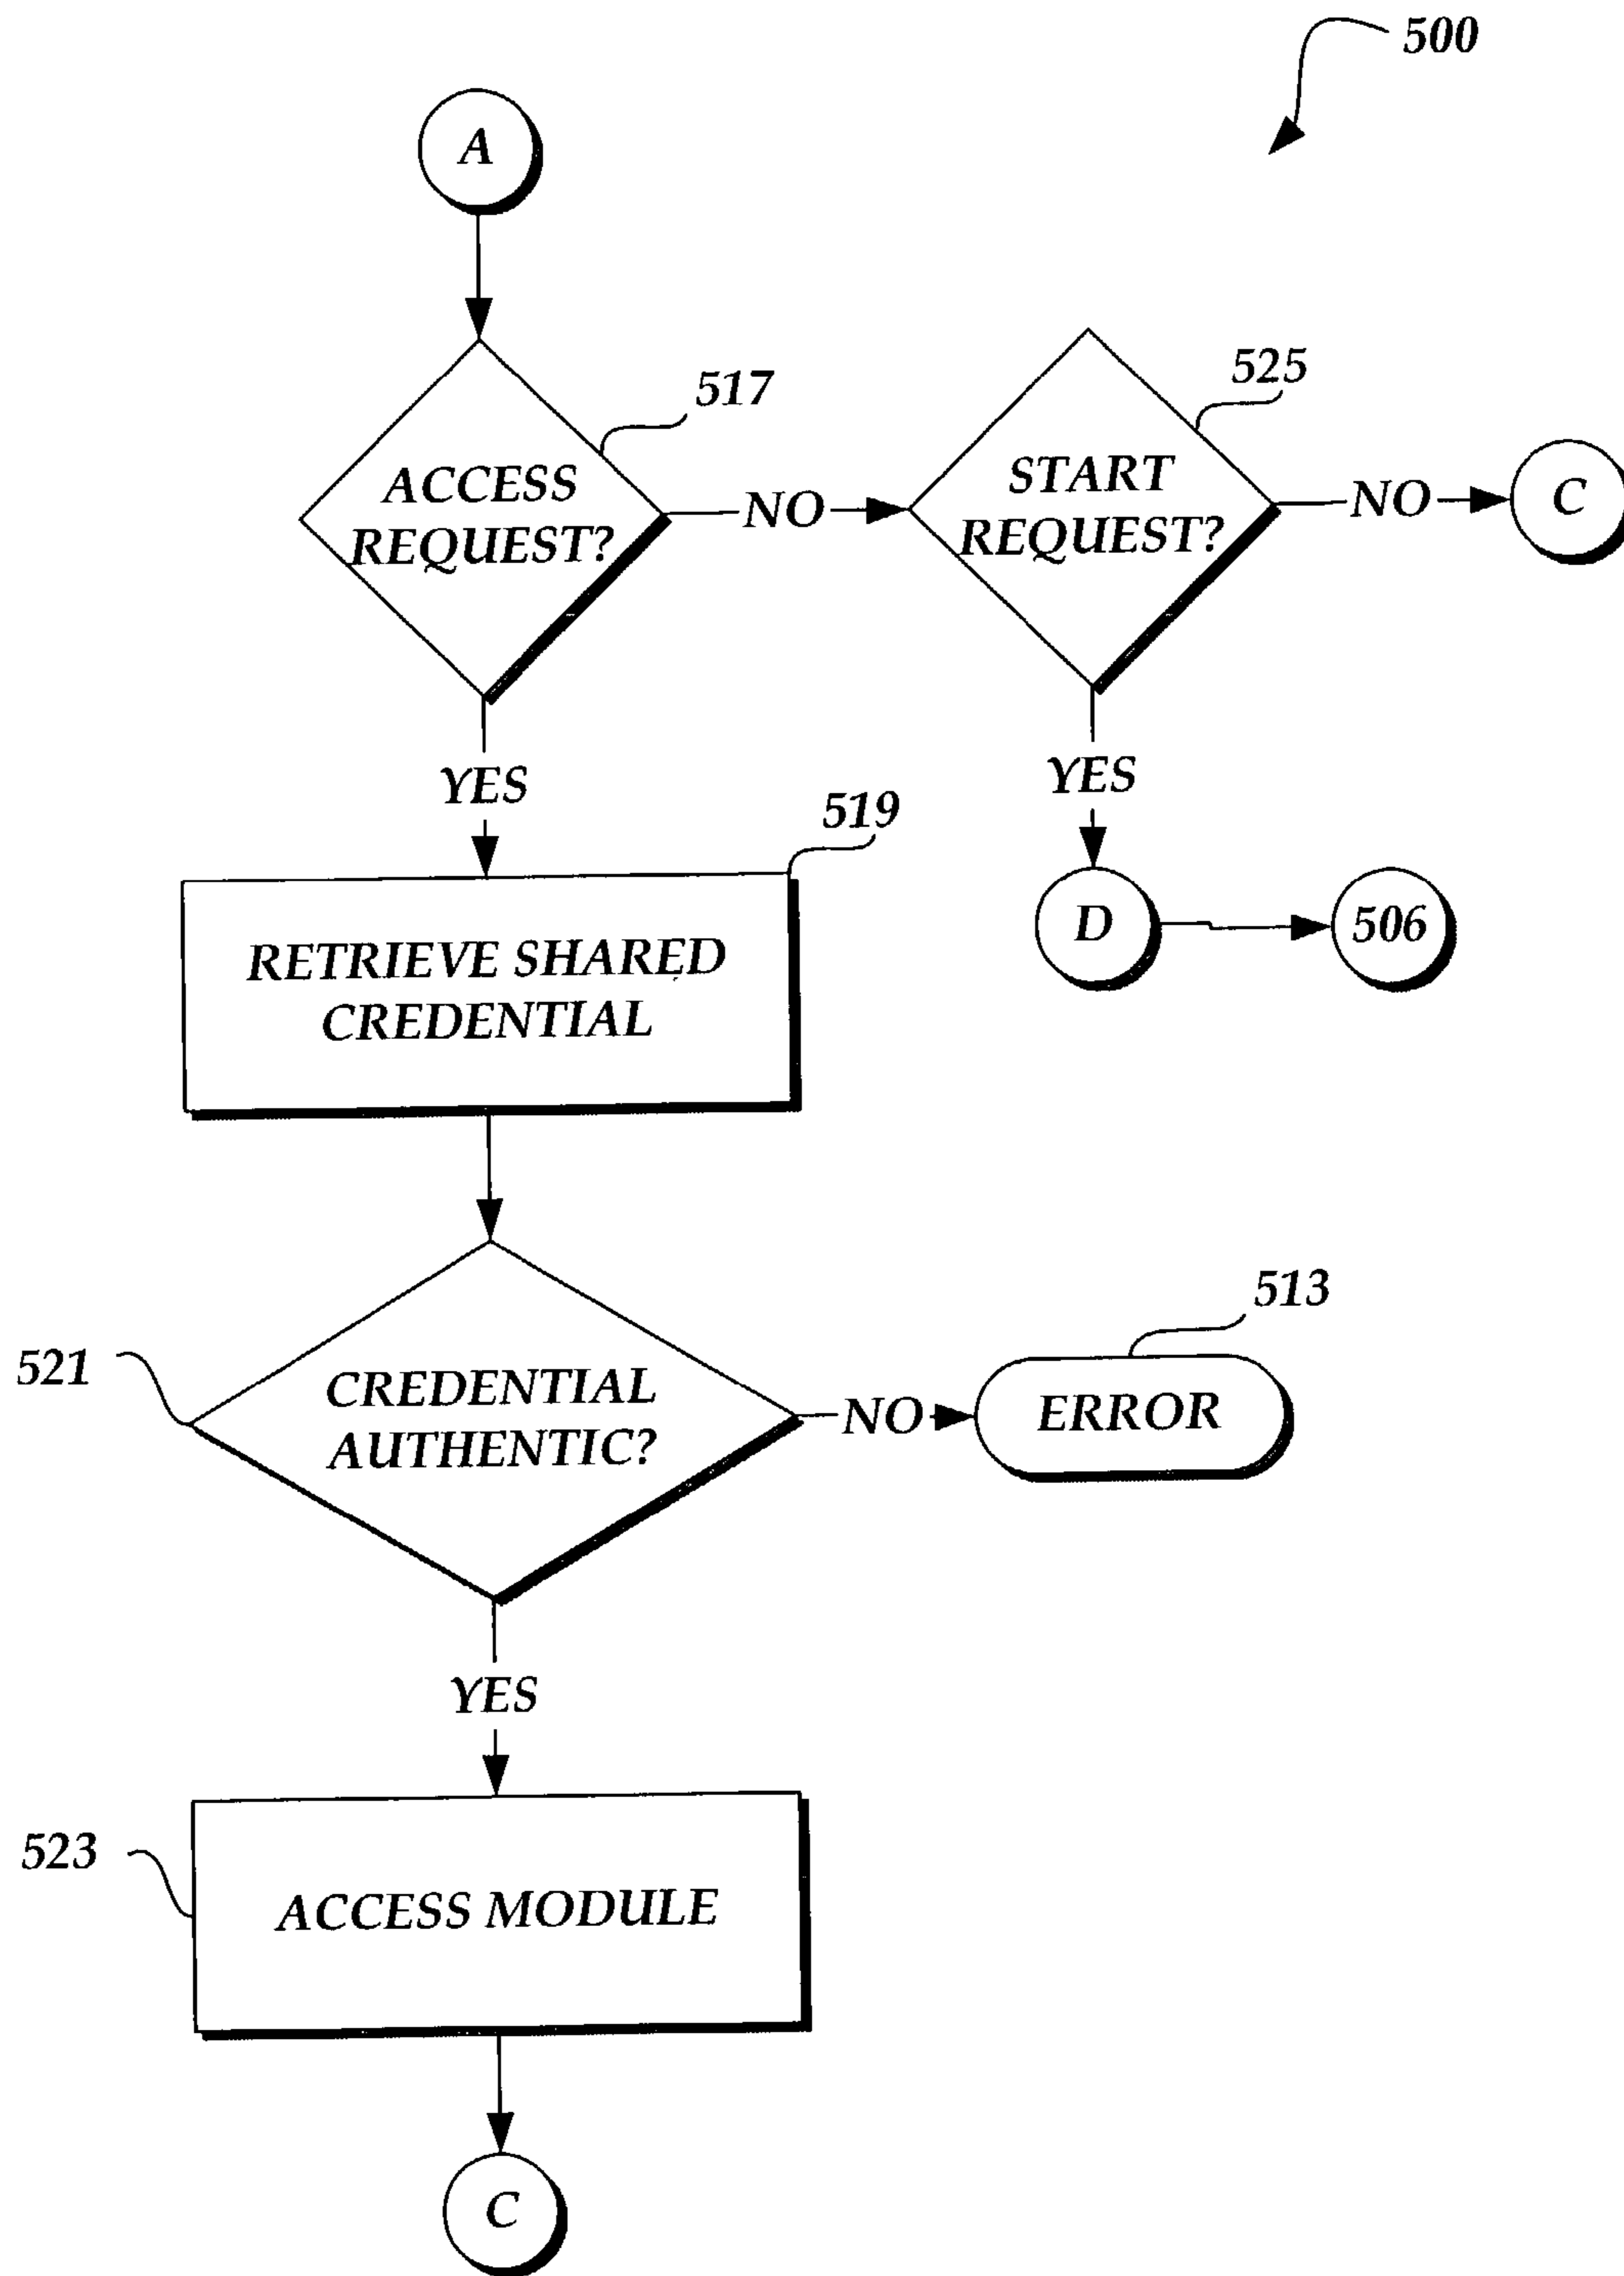 500
A
517
ACCESS
REQUEST?
NO
525
START
REQUEST?
NO
C
YES
YES
519
RETRIEVE SHARED
CREDENTIAL
D
506
521
CREDENTIAL
AUTHENTIC?
NO
513
ERROR
YES
523
ACCESS MODULE
C